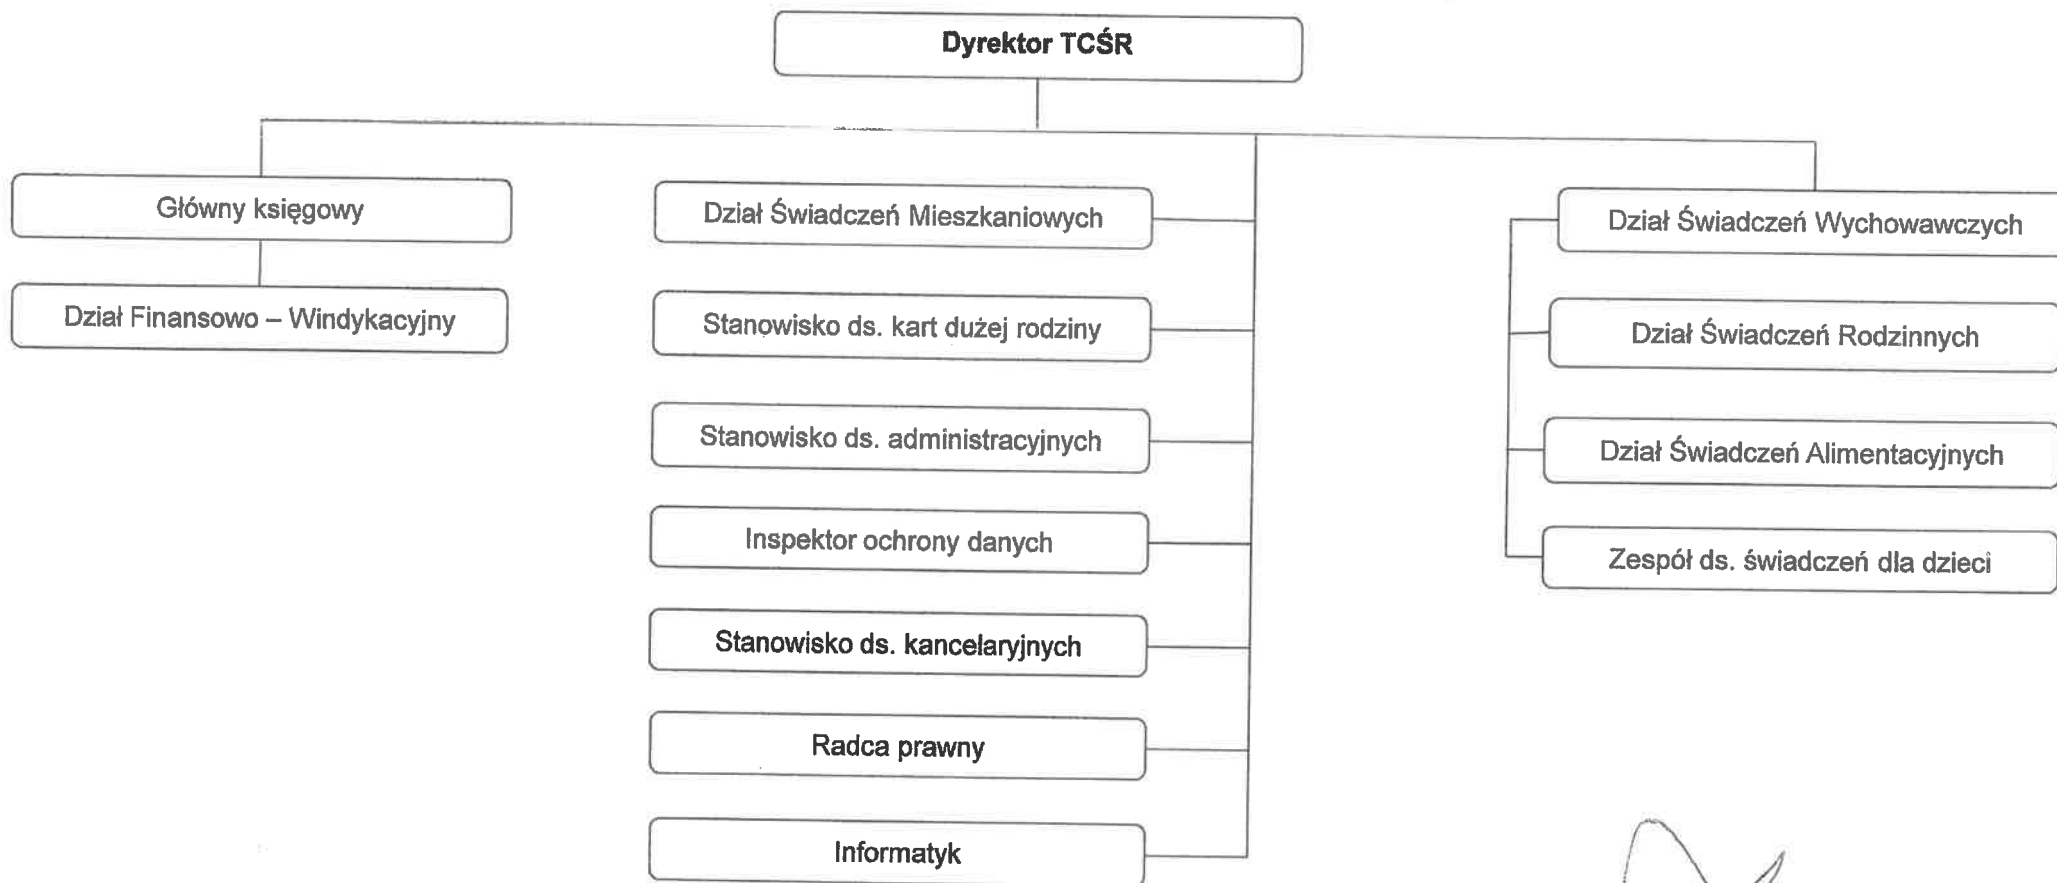 Dyrektor TCŚR
Główny księgowy
Dział Finansowo – Windykacyjny
Dział Świadczeń Mieszkaniowych
Stanowisko ds. kart dużej rodziny
Stanowisko ds. administracyjnych
Inspektor ochrony danych
Stanowisko ds. kancelaryjnych
Radca prawny
Informatyk
Dział Świadczeń Wychowawczych
Dział Świadczeń Rodzinnych
Dział Świadczeń Alimentacyjnych
Zespół ds. świadczeń dla dzieci